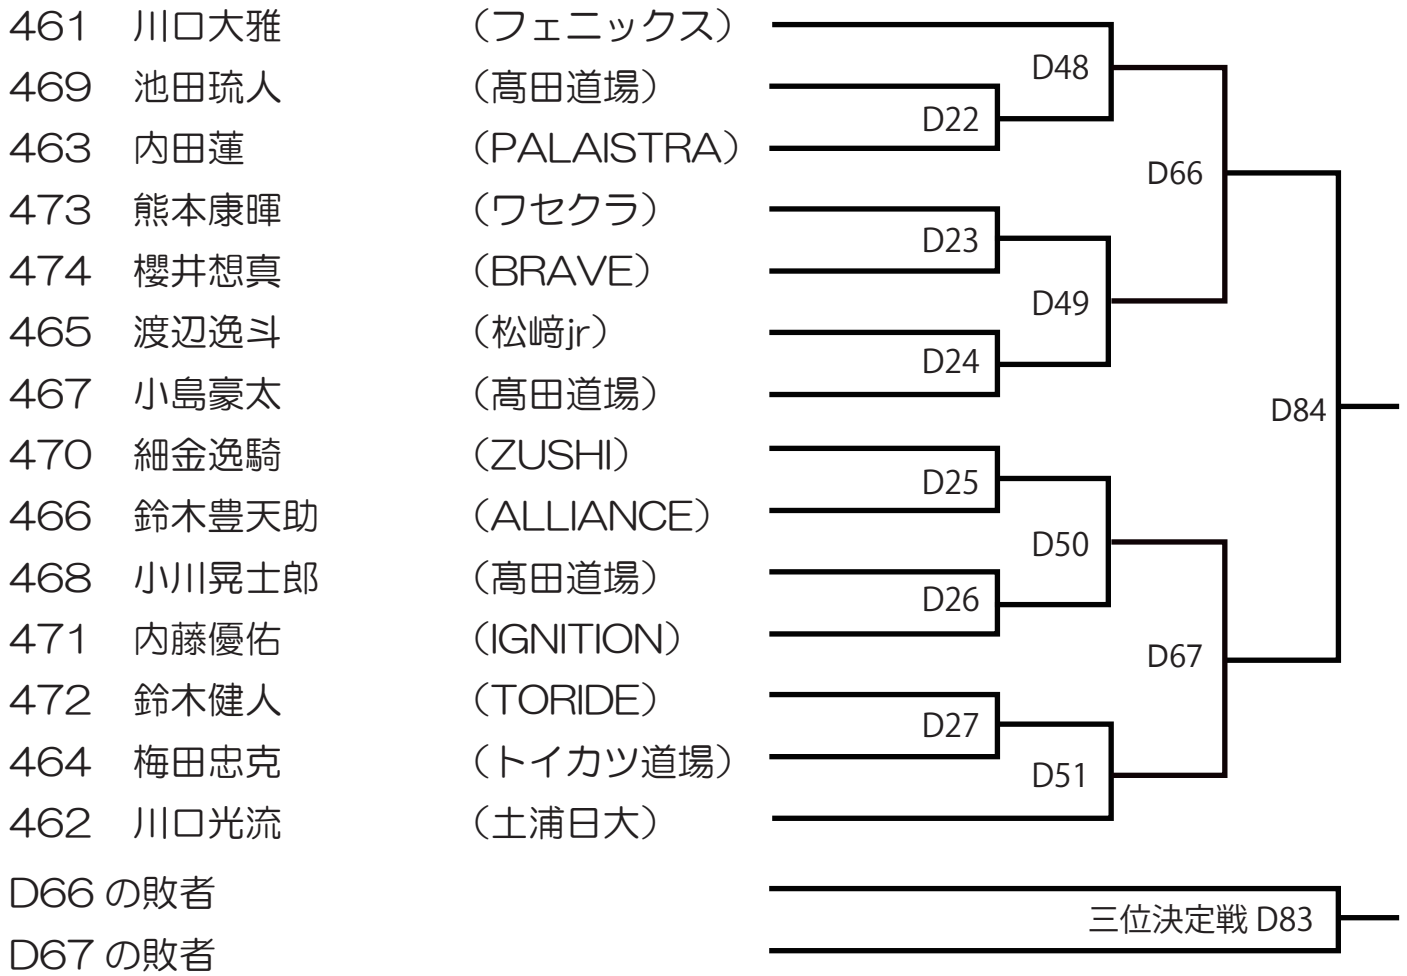 461 川口大雅 (フェニックス)
D48
469 池田琉人 (髙田道場)
D22
463 内田蓮 (PALAISTRA)
D66
473 熊本康暉 (ワセクラ)
D23
474 櫻井想真 (BRAVE)
D49
465 渡辺逸斗 (松﨑jr)
D24
467 小島豪太 (髙田道場)
D84
470 細金逸騎 (ZUSHI)
D25
466 鈴木豊天助 (ALLIANCE)
D50
468 小川晃士郎 (髙田道場)
D26
471 内藤優佑 (IGNITION)
D67
472 鈴木健人 (TORIDE)
D27
464 梅田忠克 (トイカツ道場)
D51
462 川口光流 (土浦日大)
D66 の敗者
三位決定戦 D83
D67 の敗者